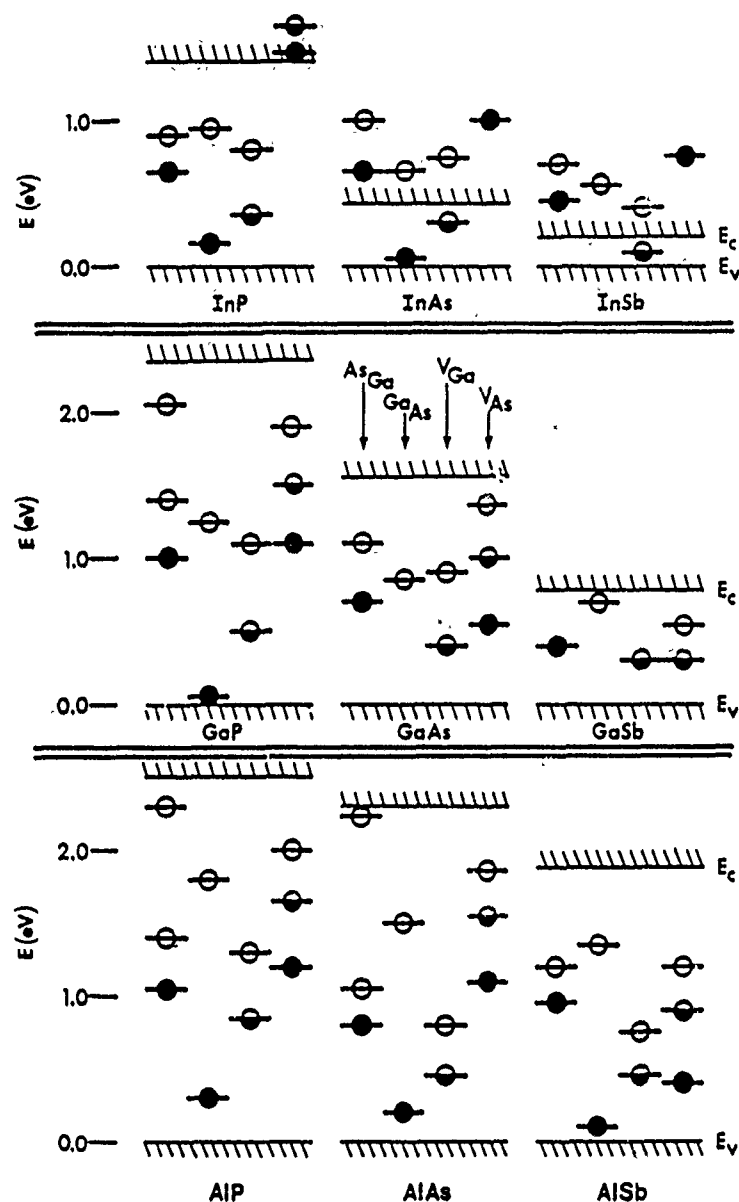 1.0
E (eV)
0.0
E_c
E_v
InP InAs InSb
2.0
As_Ga
Ga_As
V_Ga
V_As
E (eV)
1.0
E_c
0.0
E_v
GaP GaAs GaSb
2.0
E_c
E (eV)
1.0
0.0
E_v
AlP AlAs AlSb